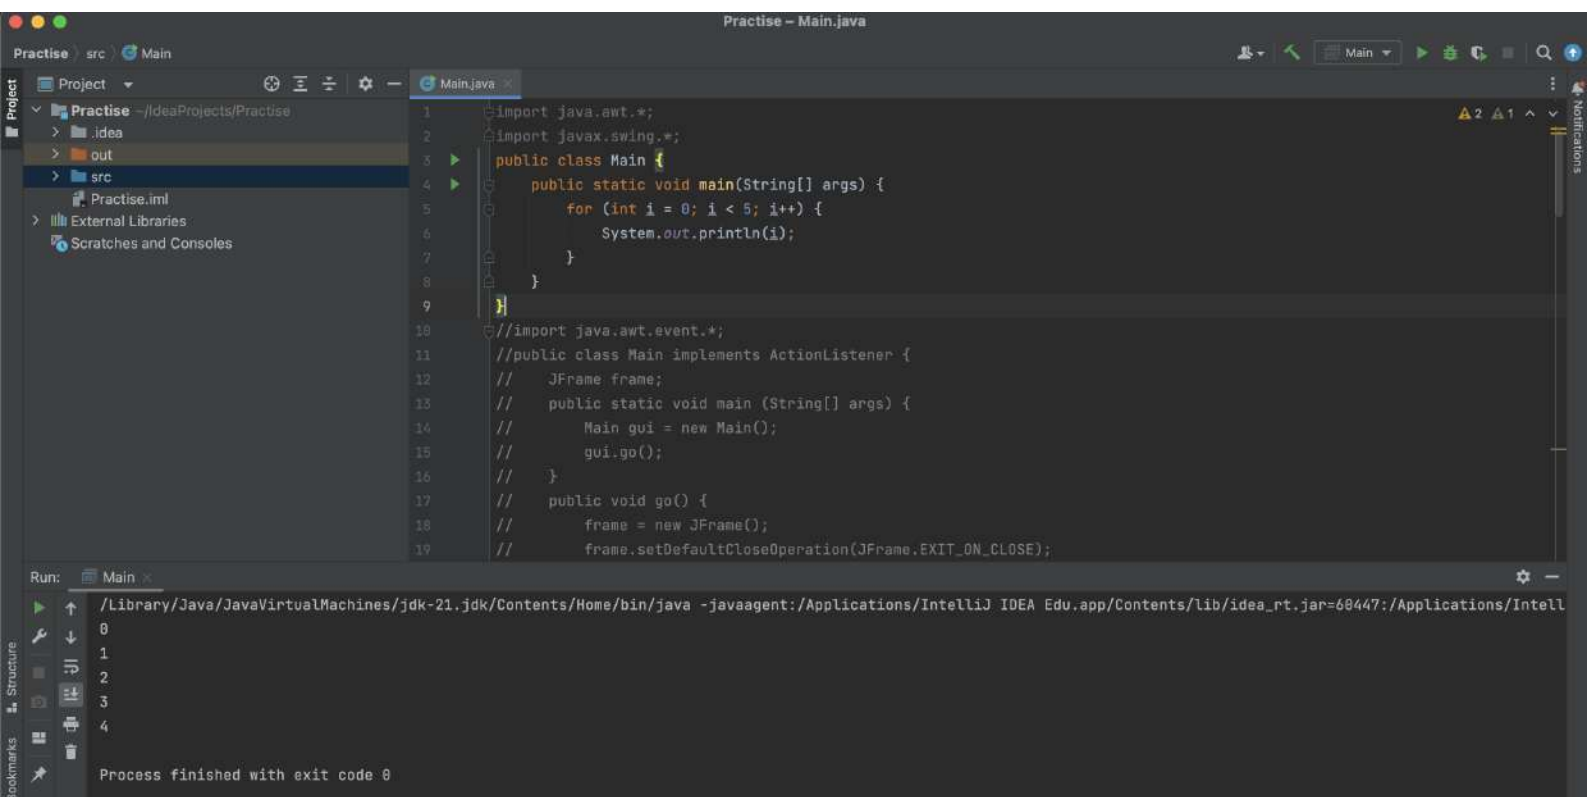 Practise – Main.java
Practise src Main
Main
Project
Main.java
Practise ~/IdeaProjects/Practise
.idea
out
src
Practise.iml
External Libraries
Scratches and Consoles
Project
Structure
Bookmarks
Notifications
2 1
1 import java.awt.*;
2 import javax.swing.*;
3 public class Main {
4 public static void main(String[] args) {
5 for (int i = 0; i < 5; i++) {
6 System.out.println(i);
7 }
8 }
9 }
10 //import java.awt.event.*;
11 //public class Main implements ActionListener {
12 // JFrame frame;
13 // public static void main (String[] args) {
14 // Main gui = new Main();
15 // gui.go();
16 // }
17 // public void go() {
18 // frame = new JFrame();
19 // frame.setDefaultCloseOperation(JFrame.EXIT_ON_CLOSE);
Run: Main
/Library/Java/JavaVirtualMachines/jdk-21.jdk/Contents/Home/bin/java -javaagent:/Applications/IntelliJ IDEA Edu.app/Contents/lib/idea_rt.jar=60447:/Applications/Intell
0
1
2
3
4
Process finished with exit code 0